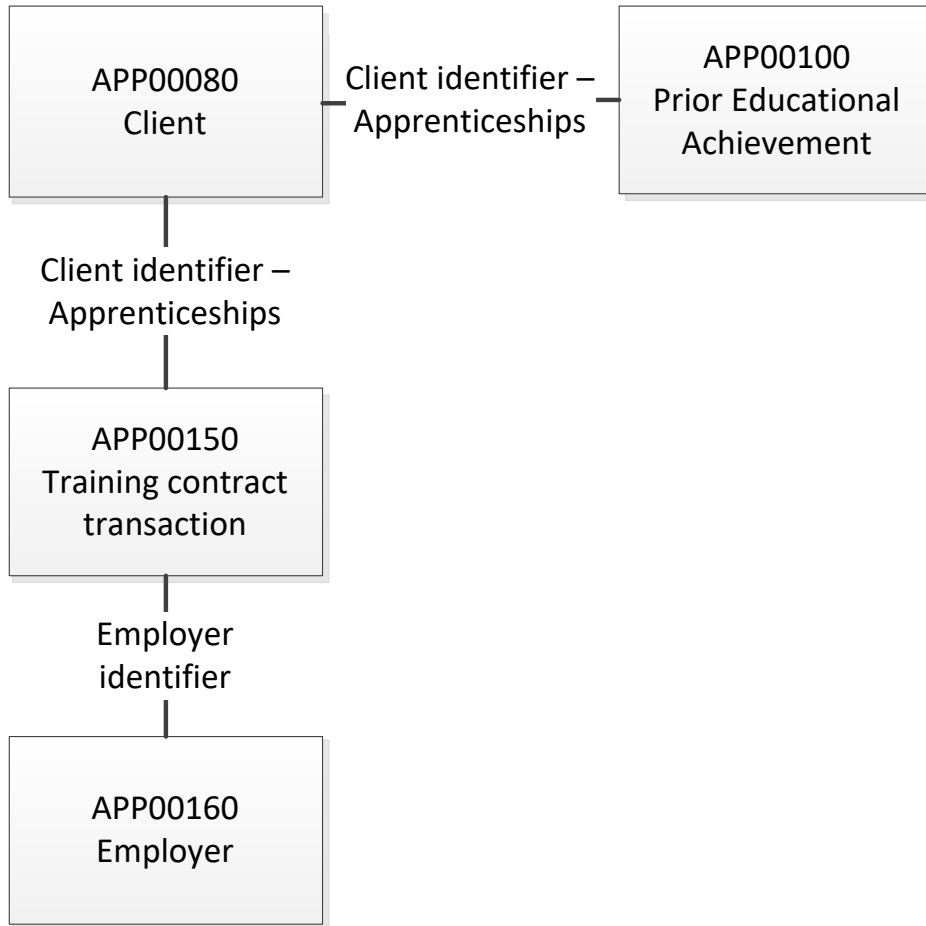 APP00080
Client
Client identifier –
Apprenticeships
APP00100
Prior Educational
Achievement
Client identifier –
Apprenticeships
APP00150
Training contract
transaction
Employer
identifier
APP00160
Employer